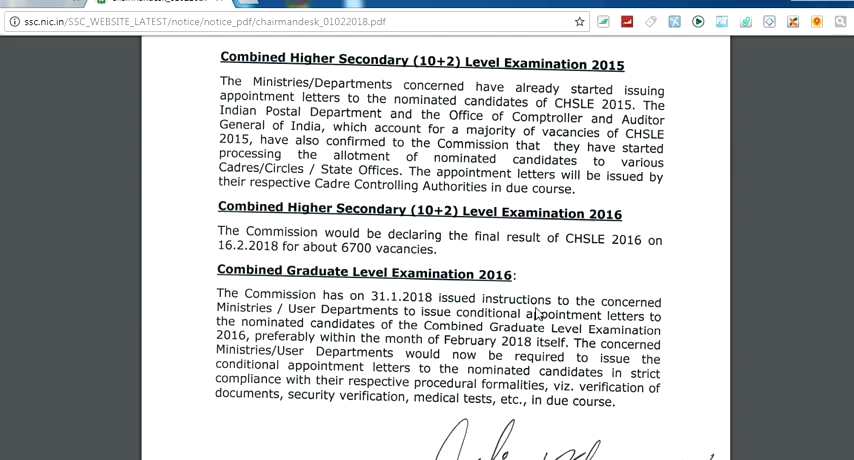 ssc.nic.in/SSC_WEBSITE_LATEST/notice/notice_pdf/chairmandesk_01022018.pdf
Combined Higher Secondary (10+2) Level Examination 2015
The Ministries/Departments concerned have already started issuing
appointment letters to the nominated candidates of CHSLE 2015. The
Indian Postal Department and the Office of Comptroller and Auditor
General of India, which account for a majority of vacancies of CHSLE
2015, have also confirmed to the Commission that they have started
processing the allotment of nominated candidates to various
Cadres/Circles / State Offices. The appointment letters will be issued by
their respective Cadre Controlling Authorities in due course.
Combined Higher Secondary (10+2) Level Examination 2016
The Commission would be declaring the final result of CHSLE 2016 on
16.2.2018 for about 6700 vacancies.
Combined Graduate Level Examination 2016:
The Commission has on 31.1.2018 issued instructions to the concerned
Ministries / User Departments to issue conditional appointment letters to
the nominated candidates of the Combined Graduate Level Examination
2016, preferably within the month of February 2018 itself. The concerned
Ministries/User Departments would now be required to issue the
conditional appointment letters to the nominated candidates in strict
compliance with their respective procedural formalities, viz. verification of
documents, security verification, medical tests, etc., in due course.